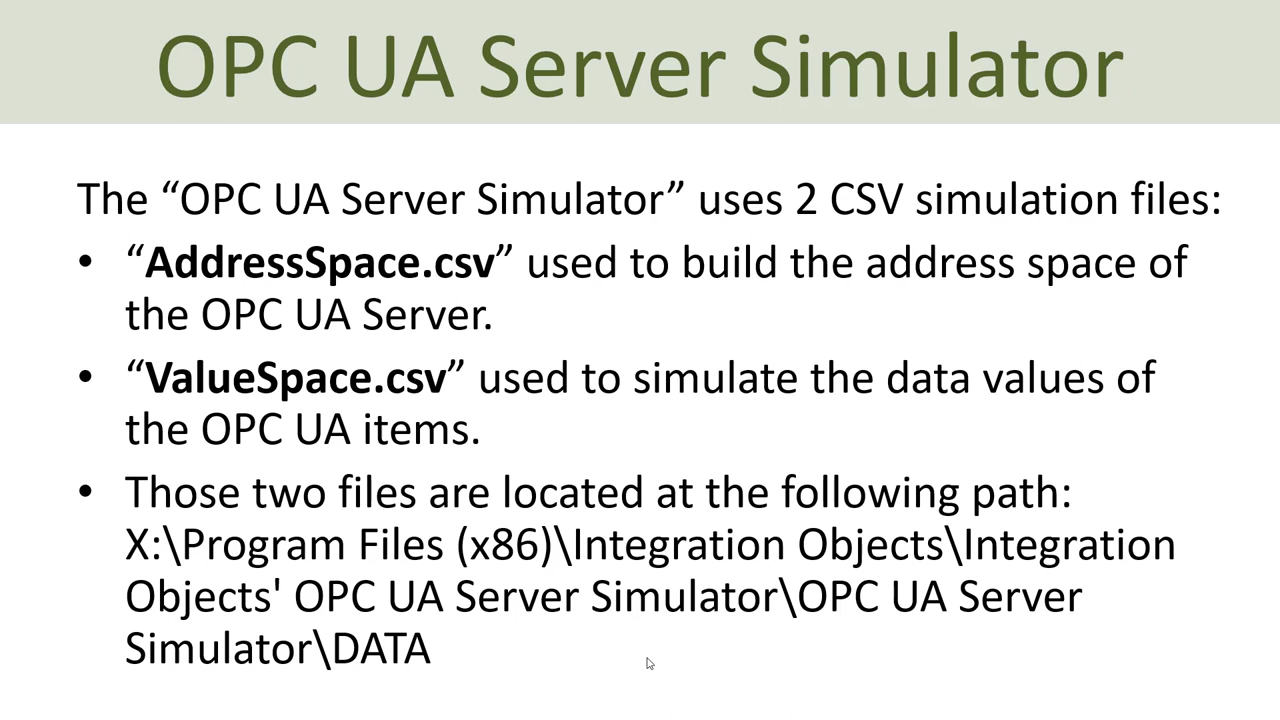 OPC UA Server Simulator
The “OPC UA Server Simulator” uses 2 CSV simulation files:
• “AddressSpace.csv” used to build the address space of
the OPC UA Server.
• “ValueSpace.csv” used to simulate the data values of
the OPC UA items.
• Those two files are located at the following path:
X:\Program Files (x86)\Integration Objects\Integration
Objects' OPC UA Server Simulator\OPC UA Server
Simulator\DATA